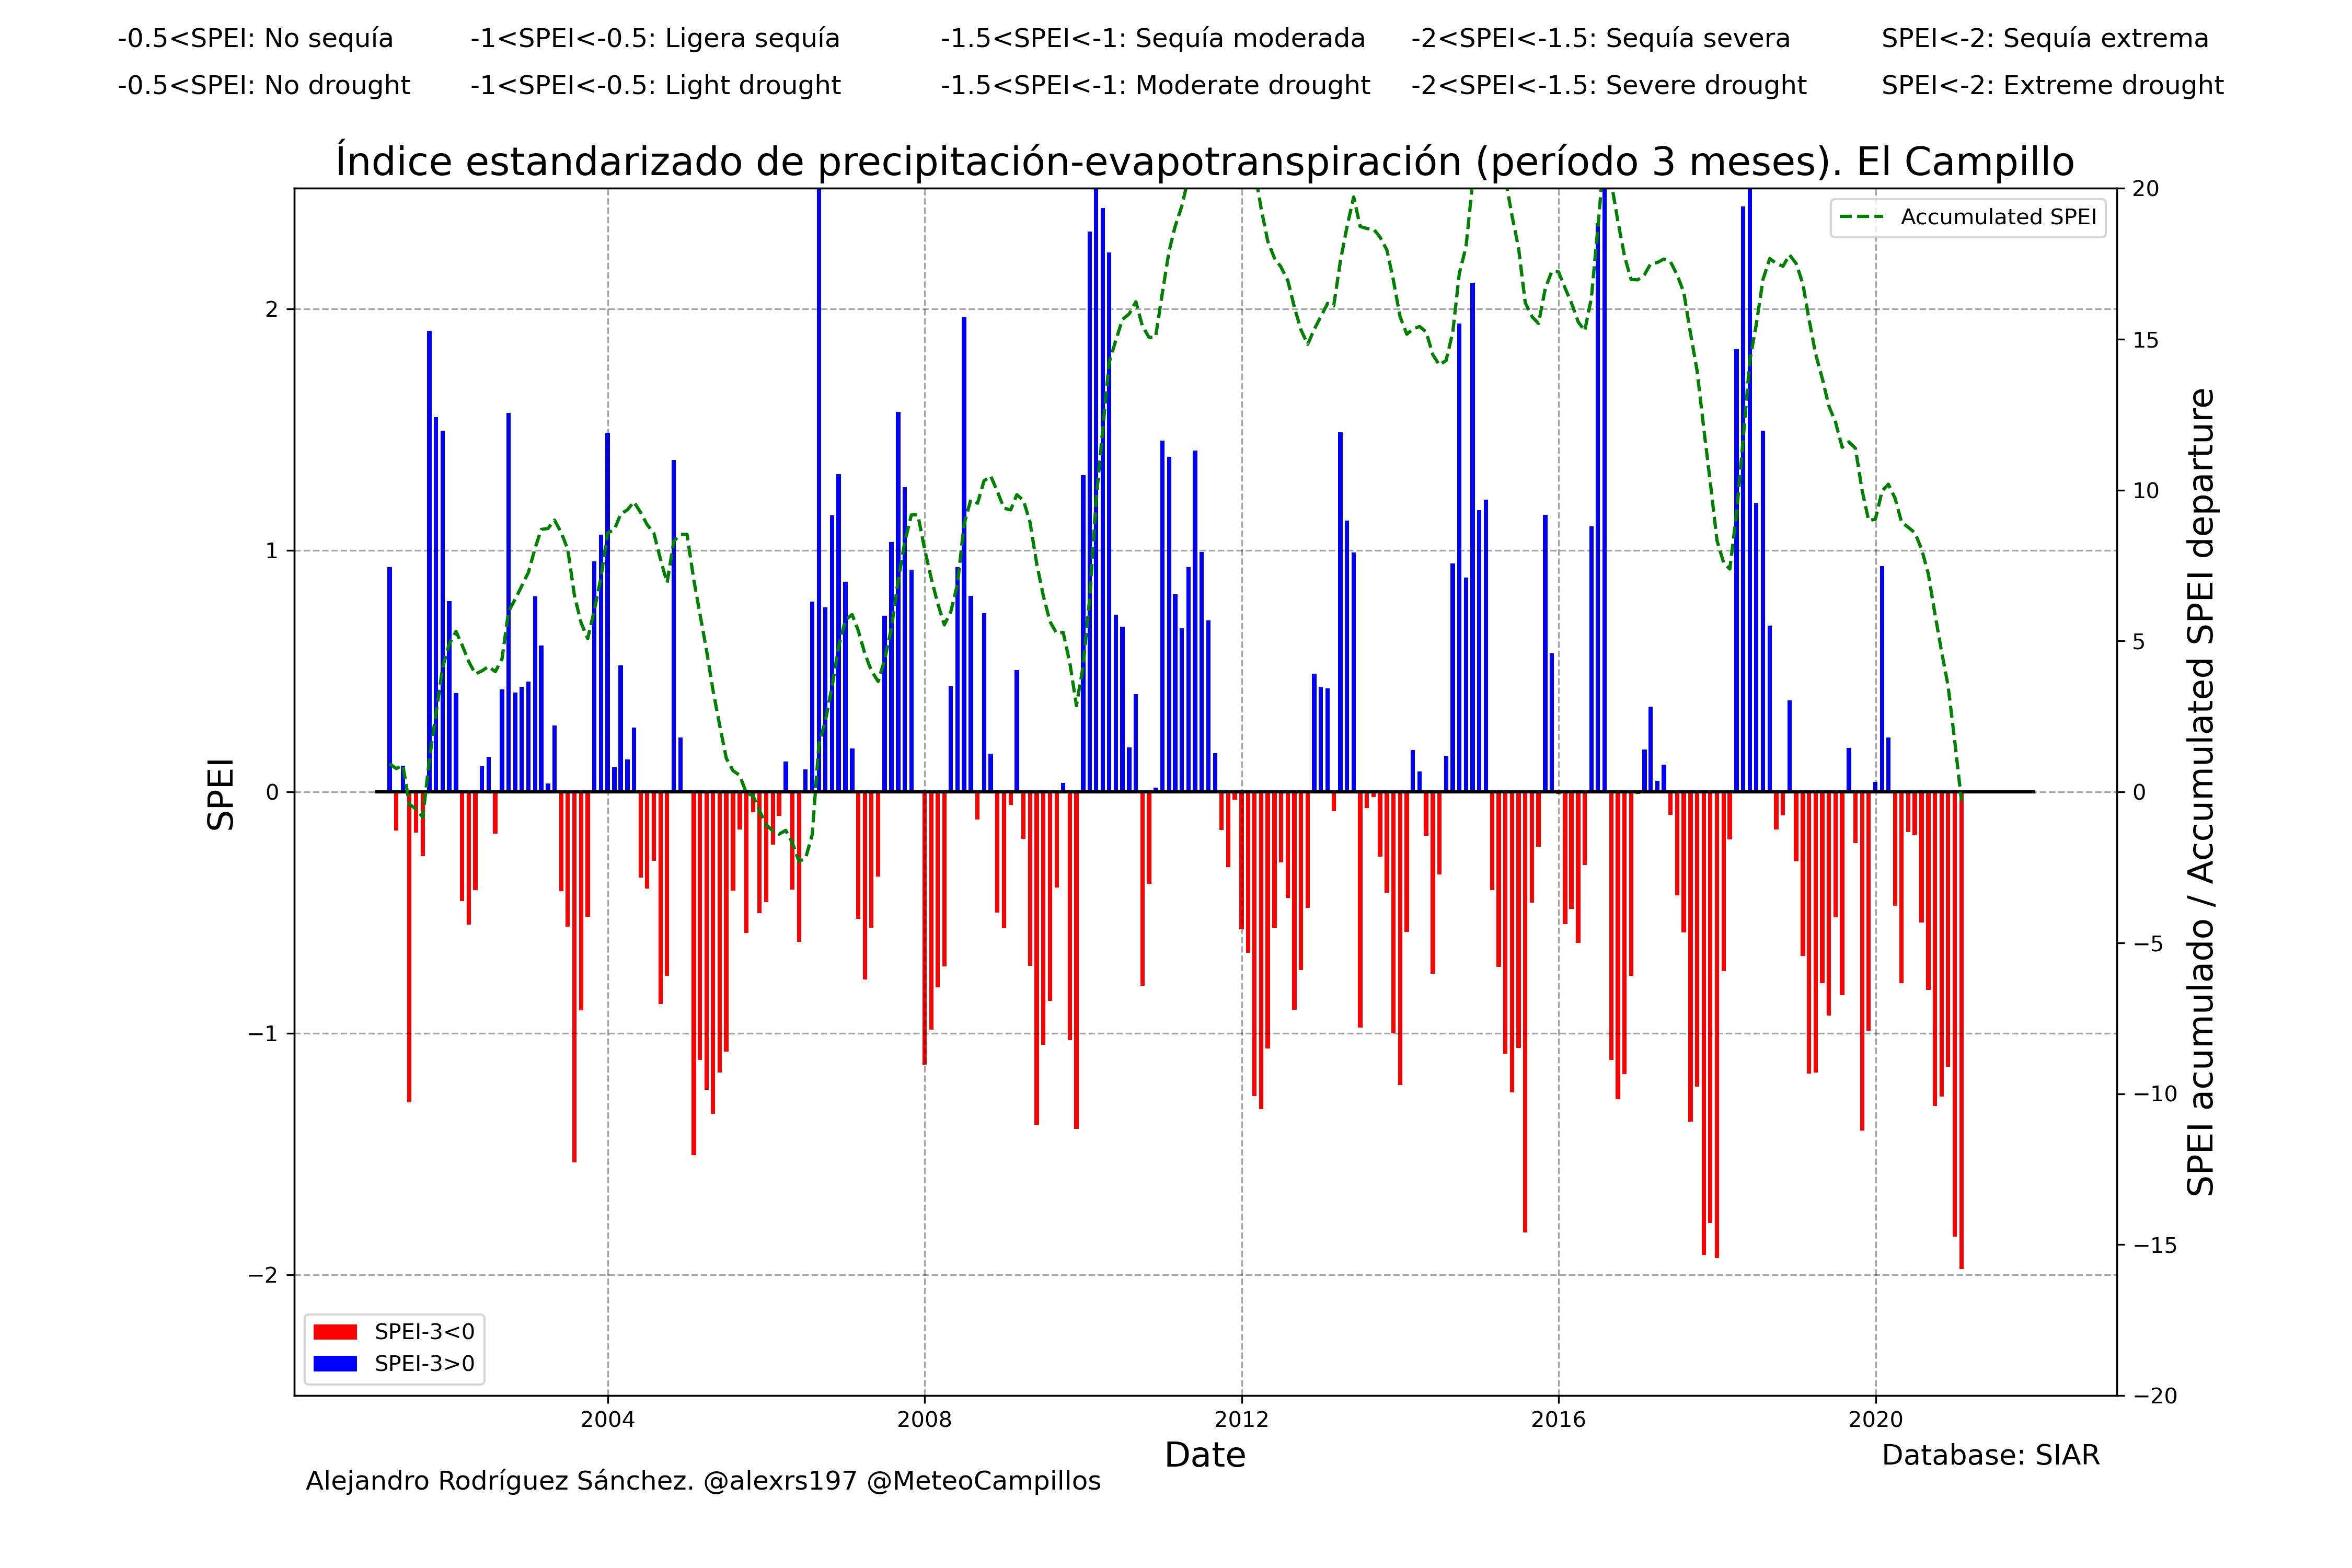 -0.5<SPEI: No sequía -1<SPEI<-0.5: Ligera sequía -1.5<SPEI<-1: Sequía moderada -2<SPEI<-1.5: Sequía severa SPEI<-2: Sequía extrema
-0.5<SPEI: No drought -1<SPEI<-0.5: Light drought -1.5<SPEI<-1: Moderate drought -2<SPEI<-1.5: Severe drought SPEI<-2: Extreme drought
Índice estandarizado de precipitación-evapotranspiración (período 3 meses). El Campillo
Accumulated SPEI
SPEI
2
1
0
−1
−2
20
15
10
5
0
−5
−10
−15
−20
SPEI acumulado / Accumulated SPEI departure
SPEI-3<0
SPEI-3>0
2004 2008 2012 2016 2020
Date
Database: SIAR
Alejandro Rodríguez Sánchez. @alexrs197 @MeteoCampillos